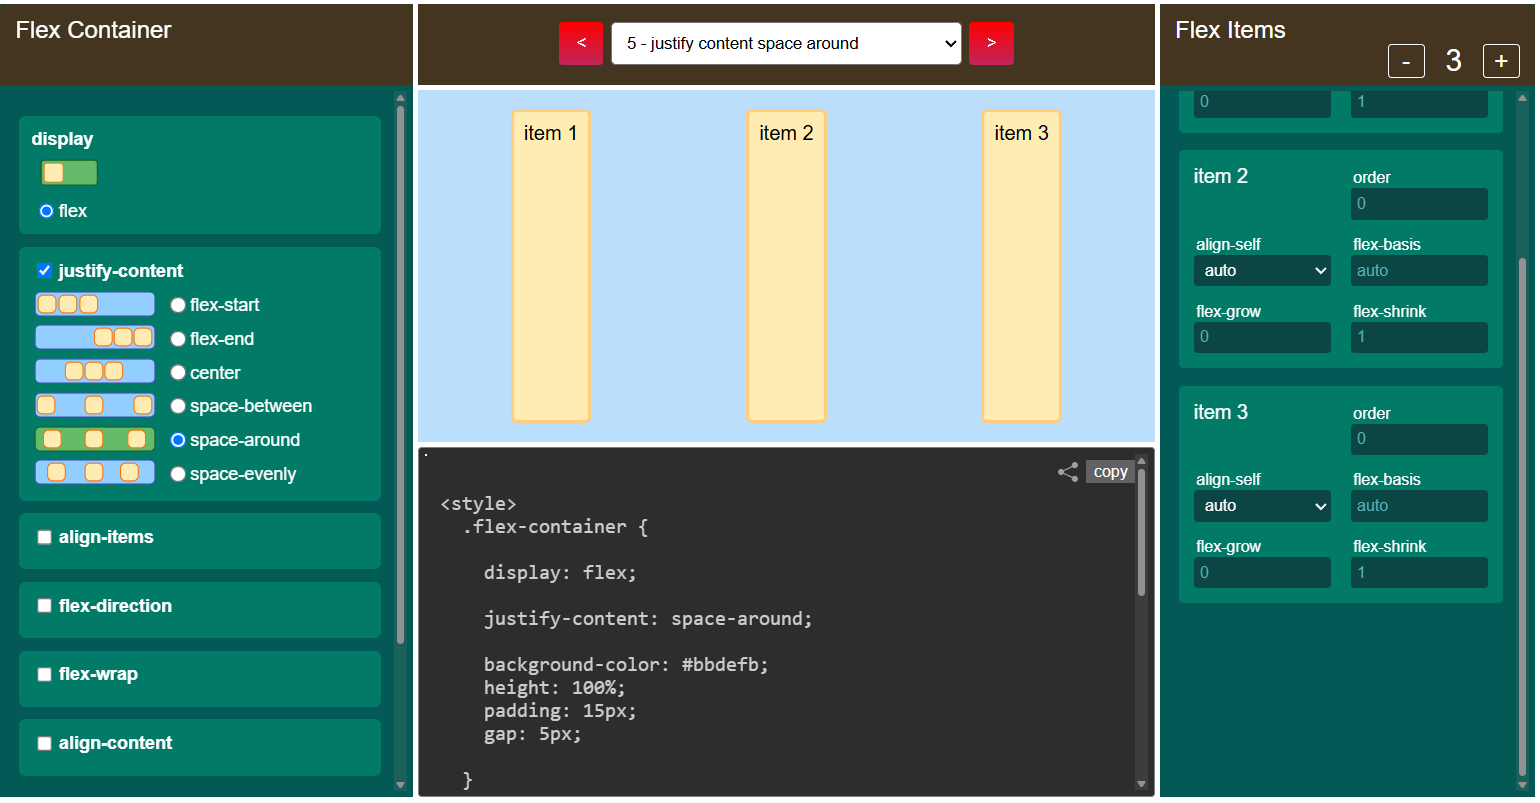 Flex Container
display
flex
justify-content
flex-start
flex-end
center
space-between
space-around
space-evenly
align-items
flex-direction
flex-wrap
align-content
<
5 - justify content space around
>
item 1
item 2
item 3
copy
<style>
.flex-container {
display: flex;
justify-content: space-around;
background-color: #bbdefb;
height: 100%;
padding: 15px;
gap: 5px;
}
Flex Items
- 3 +
0 1
item 2
order
0
align-self flex-basis
auto auto
flex-grow flex-shrink
0 1
item 3
order
0
align-self flex-basis
auto auto
flex-grow flex-shrink
0 1